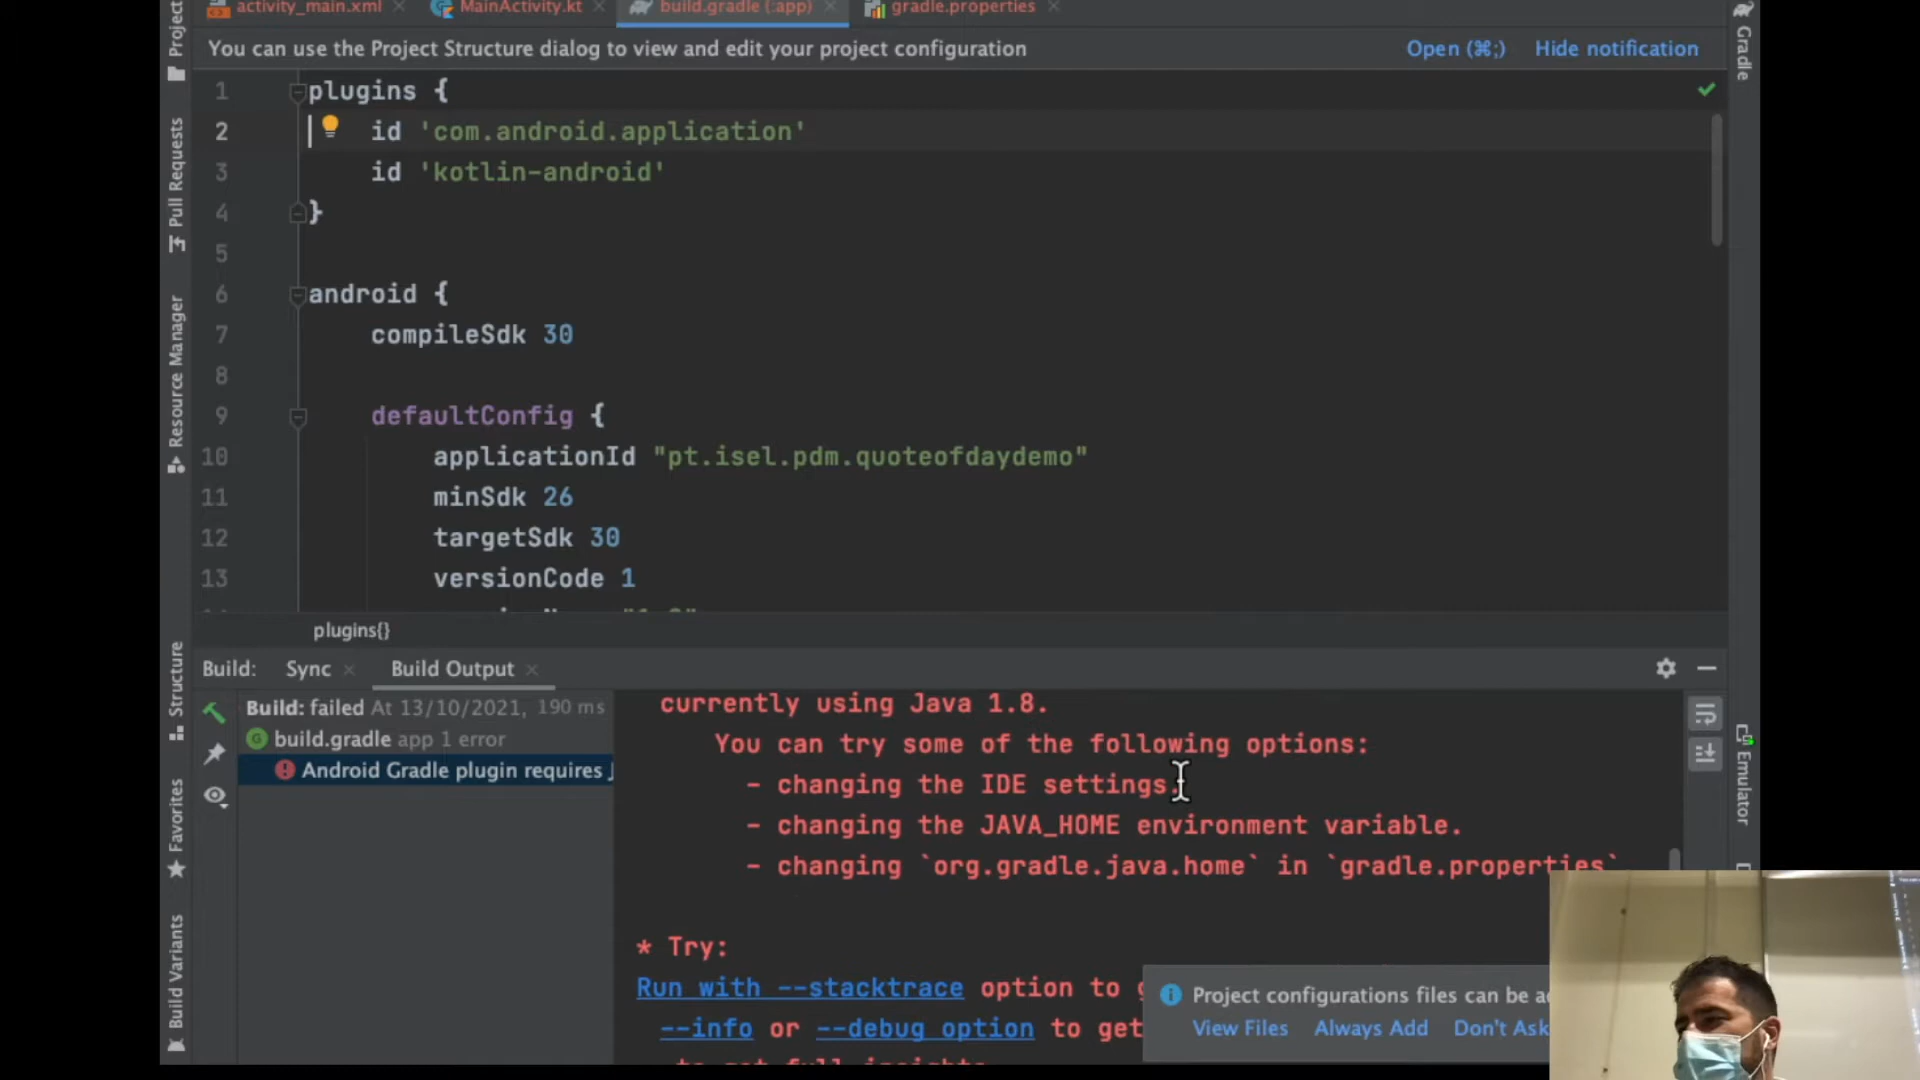 activity_main.xml
MainActivity.kt
build.gradle (:app)
gradle.properties
You can use the Project Structure dialog to view and edit your project configuration
Open (⌘;)
Hide notification
1 plugins {
2 id 'com.android.application'
3 id 'kotlin-android'
4 }
5
6 android {
7 compileSdk 30
8
9 defaultConfig {
10 applicationId "pt.isel.pdm.quoteofdaydemo"
11 minSdk 26
12 targetSdk 30
13 versionCode 1
plugins{}
Build:
Sync
Build Output
Build: failed At 13/10/2021, 190 ms
build.gradle app 1 error
Android Gradle plugin requires
currently using Java 1.8.
You can try some of the following options:
- changing the IDE settings.
- changing the JAVA_HOME environment variable.
- changing `org.gradle.java.home` in `gradle.properties`
* Try:
Run with --stacktrace option to
--info or --debug option to get
Project configurations files can be
View Files
Always Add
Don't Ask
Project
Pull Requests
Resource Manager
Structure
Favorites
Build Variants
Gradle
Emulator